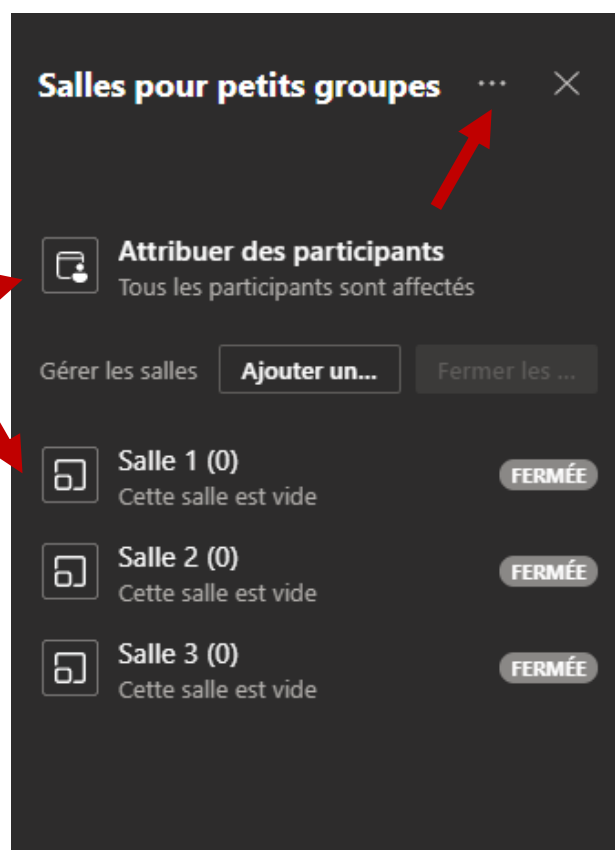 Salles pour petits groupes ...
Attribuer des participants
Tous les participants sont affectés
Gérer les salles Ajouter un... Fermer les ...
Salle 1 (0)
Cette salle est vide
FERMÉE
Salle 2 (0)
Cette salle est vide
FERMÉE
Salle 3 (0)
Cette salle est vide
FERMÉE